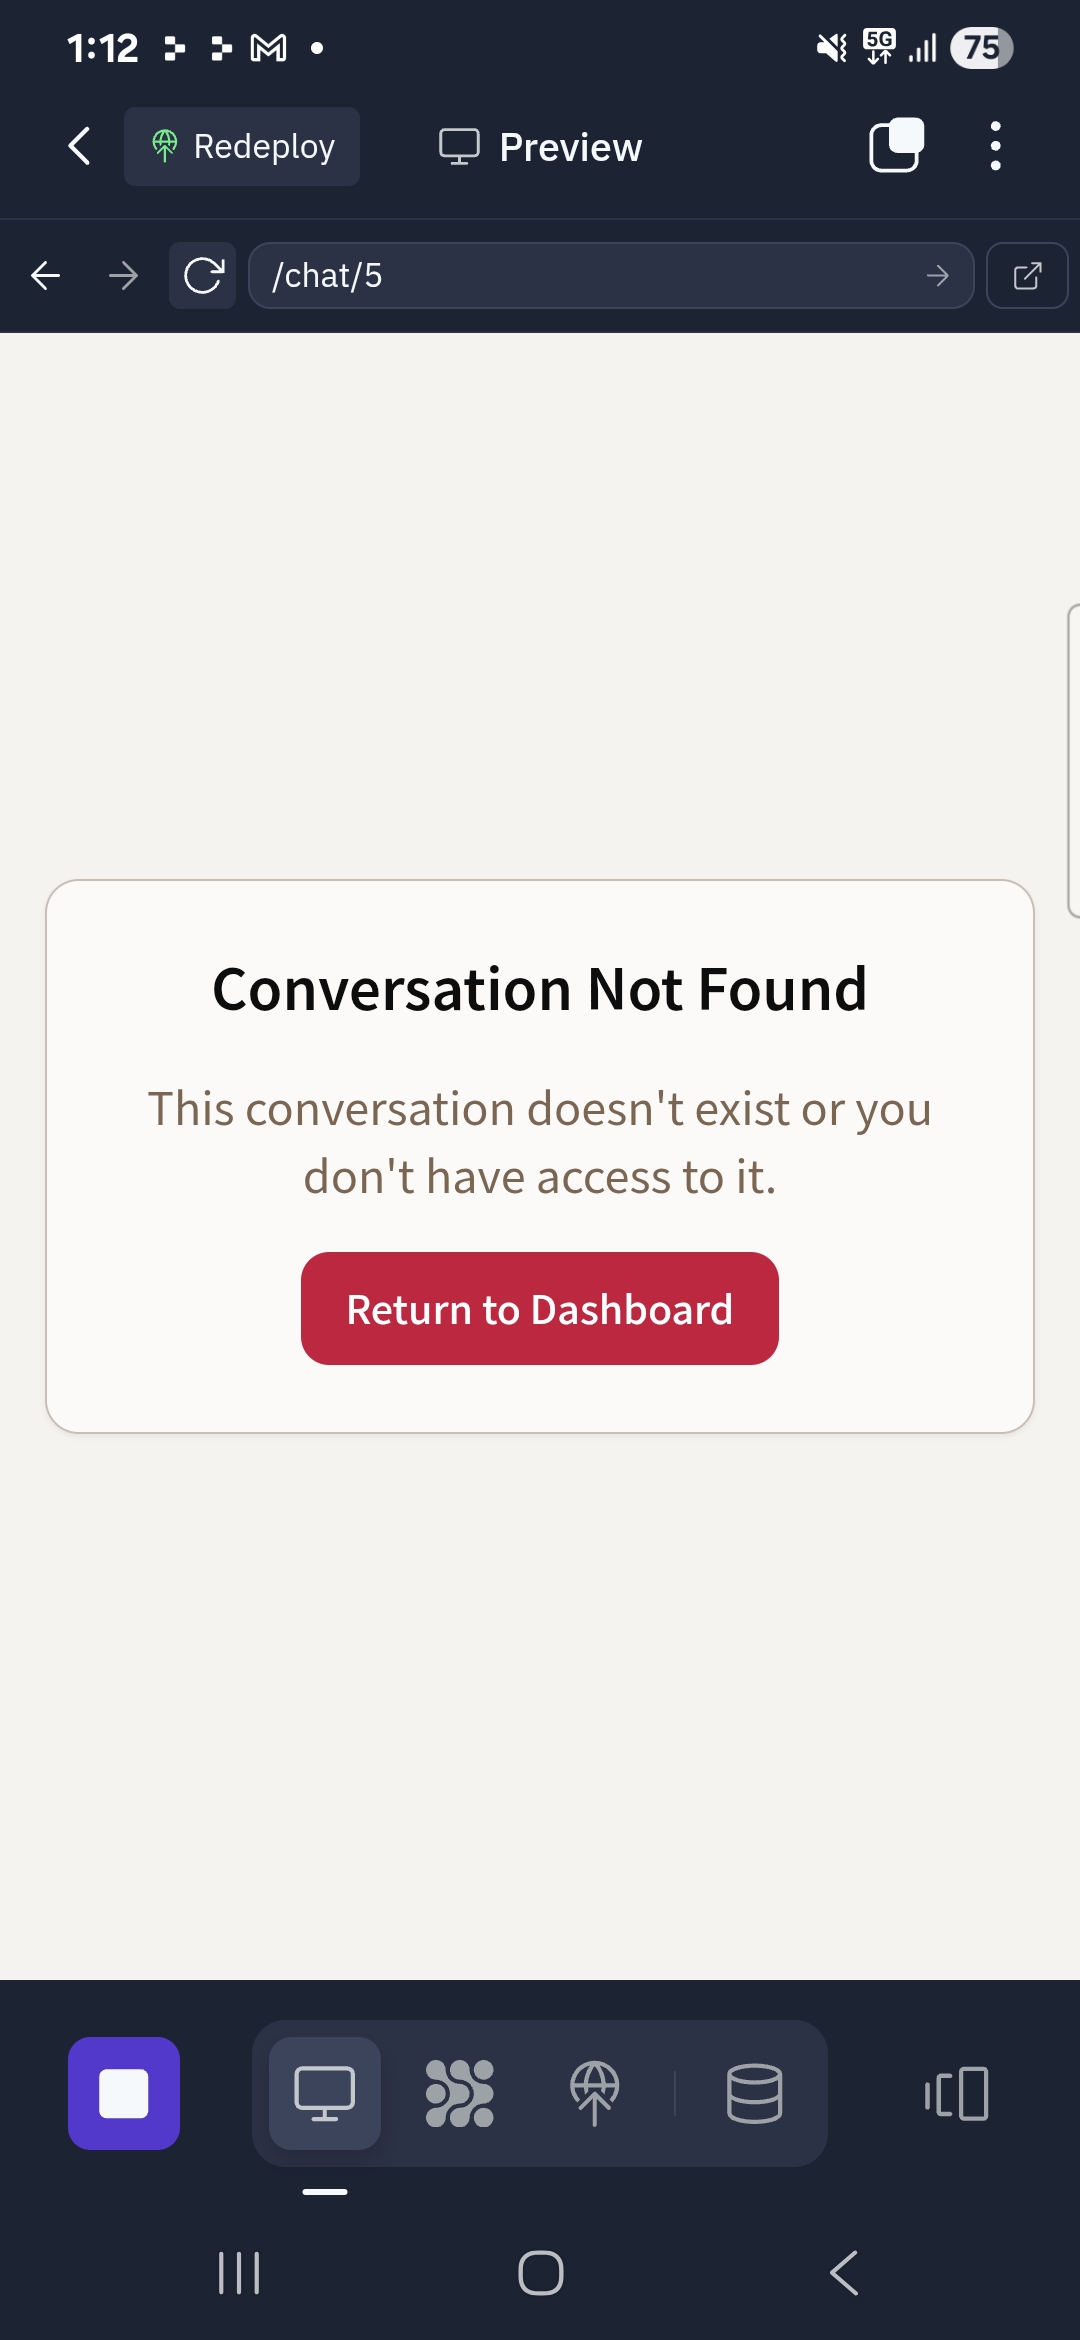 1:12
5G
75
Redeploy
Preview
/chat/5
Conversation Not Found
This conversation doesn't exist or you
don't have access to it.
Return to Dashboard